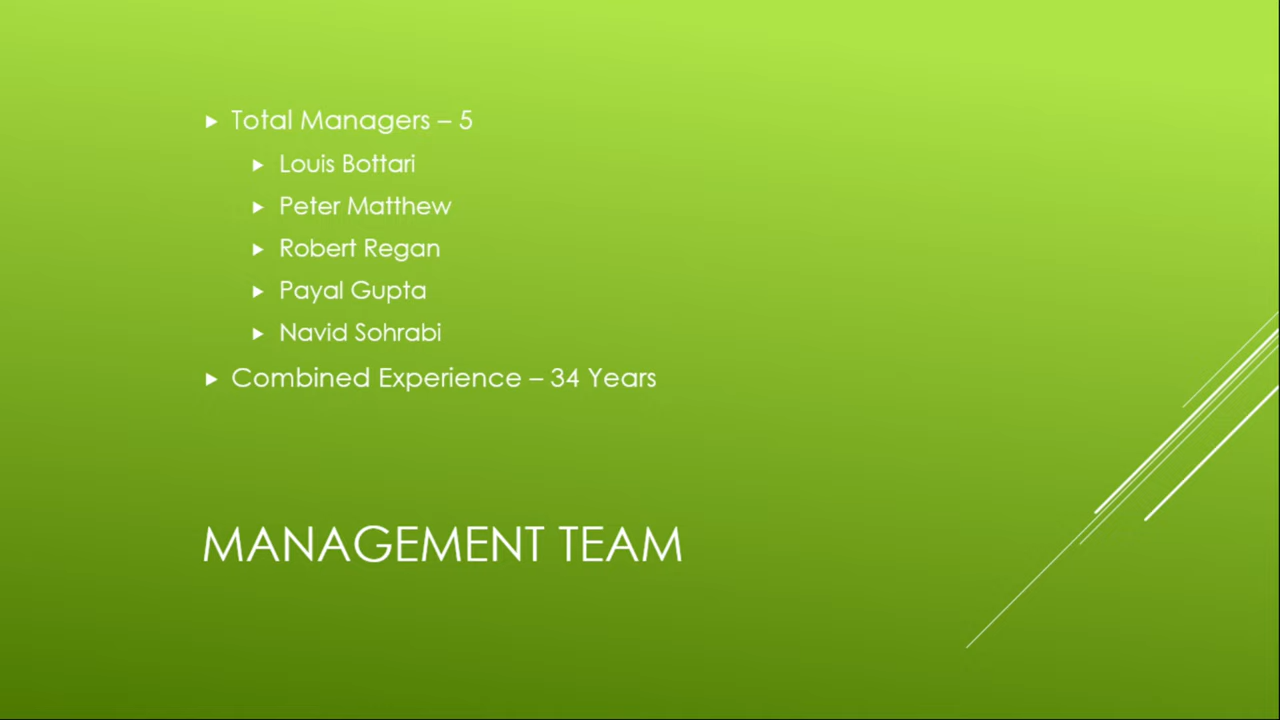 Total Managers – 5
Louis Bottari
Peter Matthew
Robert Regan
Payal Gupta
Navid Sohrabi
Combined Experience – 34 Years
MANAGEMENT TEAM